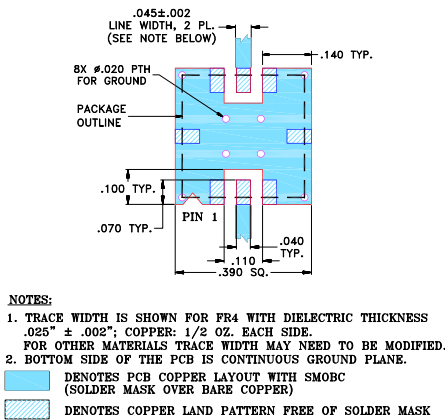 .045±.002
LINE WIDTH, 2 PL.
(SEE NOTE BELOW)
.140 TYP.
8X ø.020 PTH
FOR GROUND
PACKAGE
OUTLINE
.100 TYP.
.070 TYP.
PIN 1
.040
TYP.
.110
.390 SQ.
NOTES:
1. TRACE WIDTH IS SHOWN FOR FR4 WITH DIELECTRIC THICKNESS
.025" ± .002"; COPPER: 1/2 OZ. EACH SIDE.
FOR OTHER MATERIALS TRACE WIDTH MAY NEED TO BE MODIFIED.
2. BOTTOM SIDE OF THE PCB IS CONTINUOUS GROUND PLANE.
DENOTES PCB COPPER LAYOUT WITH SMOBC
(SOLDER MASK OVER BARE COPPER)
DENOTES COPPER LAND PATTERN FREE OF SOLDER MASK